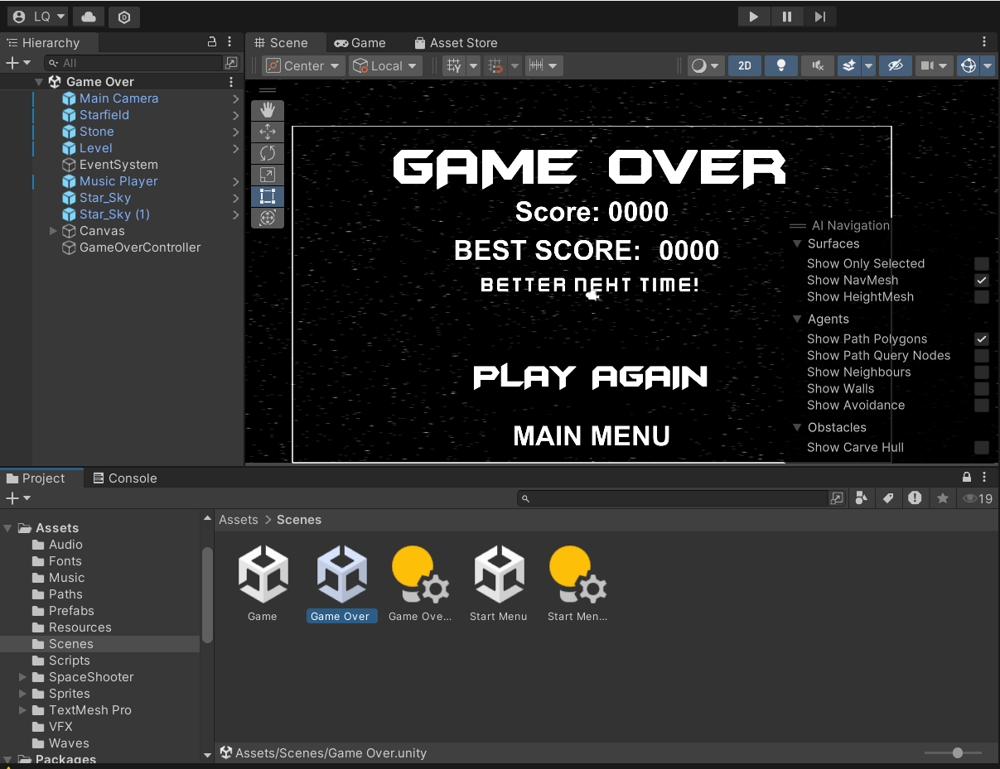 LQ
Hierarchy
All
Game Over
Main Camera
Starfield
Stone
Level
EventSystem
Music Player
Star_Sky
Star_Sky (1)
Canvas
GameOverController
Scene
Game
Asset Store
Center
Local
2D
GAME OVER
Score: 0000
BEST SCORE: 0000
BETTER NEXT TIME!
PLAY AGAIN
MAIN MENU
AI Navigation
Surfaces
Show Only Selected
Show NavMesh
Show HeightMesh
Agents
Show Path Polygons
Show Path Query Nodes
Show Neighbours
Show Walls
Show Avoidance
Obstacles
Show Carve Hull
Project
Console
19
Assets
Audio
Fonts
Music
Paths
Prefabs
Resources
Scenes
Scripts
SpaceShooter
Sprites
TextMesh Pro
VFX
Waves
Packages
Assets > Scenes
Game
Game Over
Game Ove...
Start Menu
Start Men...
Assets/Scenes/Game Over.unity